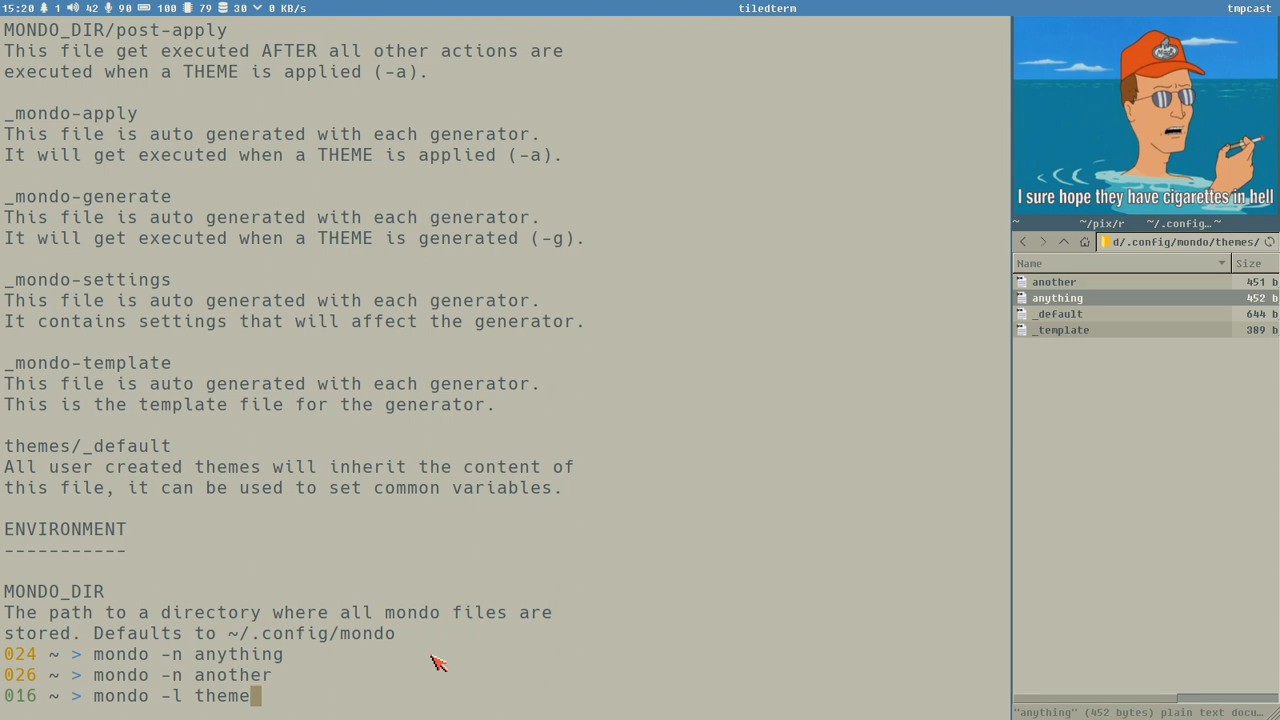 15:20 1 42 90 100 79 30 0 KB/s tiledterm tmpcast
MONDO_DIR/post-apply
This file get executed AFTER all other actions are
executed when a THEME is applied (-a).
_mondo-apply
This file is auto generated with each generator.
It will get executed when a THEME is applied (-a).
_mondo-generate
This file is auto generated with each generator.
It will get executed when a THEME is generated (-g).
_mondo-settings
This file is auto generated with each generator.
It contains settings that will affect the generator.
_mondo-template
This file is auto generated with each generator.
This is the template file for the generator.
themes/_default
All user created themes will inherit the content of
this file, it can be used to set common variables.
ENVIRONMENT
-----------
MONDO_DIR
The path to a directory where all mondo files are
stored. Defaults to ~/.config/mondo
024 ~ > mondo -n anything
026 ~ > mondo -n another
016 ~ > mondo -l theme
I sure hope they have cigarettes in hell
~ ~/pix/r ~/.config… ~
d/.config/mondo/themes/
Name Size
another 451 b
anything 452 b
_default 644 b
_template 389 b
"anything" (452 bytes) plain text docu…